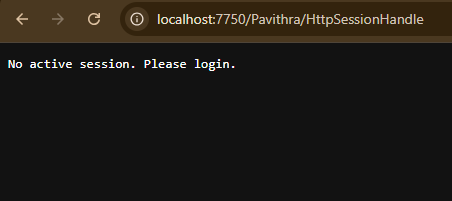 localhost:7750/Pavithra/HttpSessionHandle
No active session. Please login.